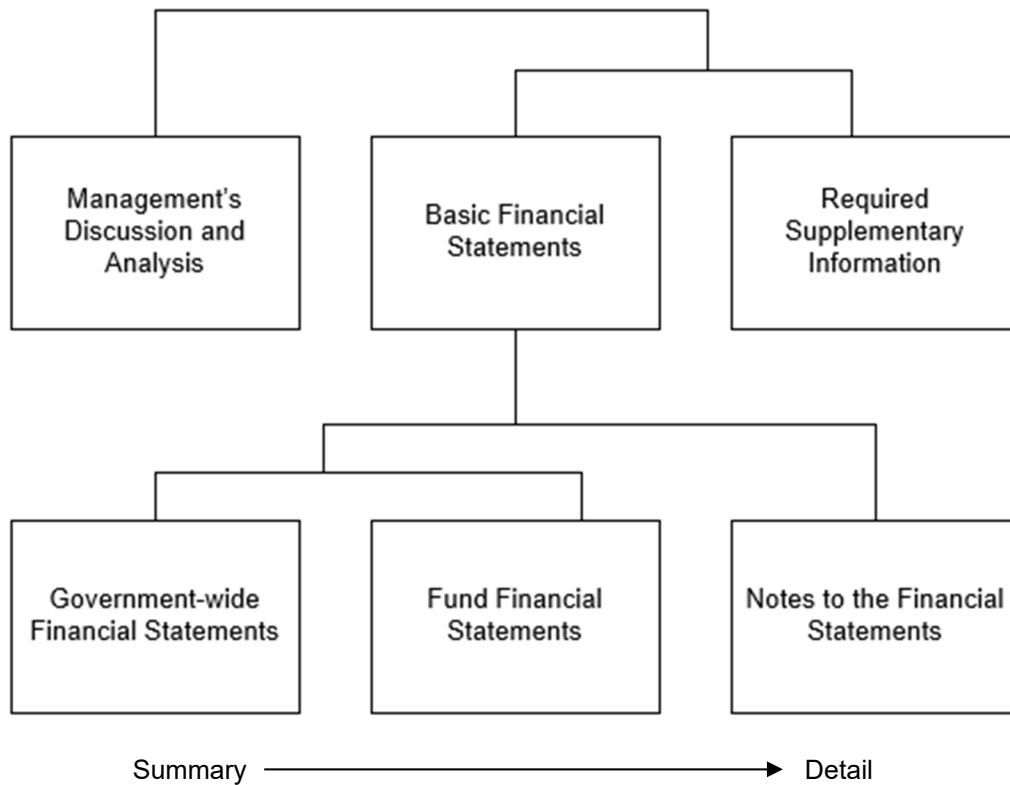 Management's
Discussion and
Analysis
Basic Financial
Statements
Required
Supplementary
Information
Government-wide
Financial Statements
Fund Financial
Statements
Notes to the Financial
Statements
Summary
Detail